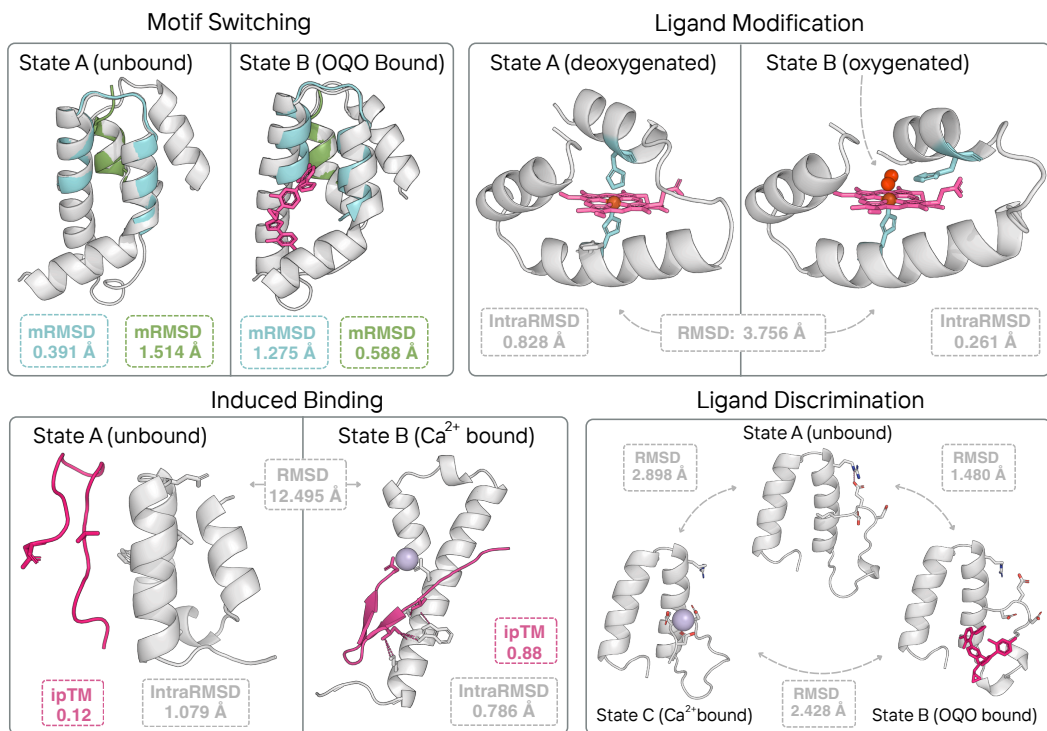 Motif Switching
State A (unbound)
State B (OQO Bound)
mRMSD
0.391 Å
mRMSD
1.514 Å
mRMSD
1.275 Å
mRMSD
0.588 Å
Ligand Modification
State A (deoxygenated)
State B (oxygenated)
IntraRMSD
0.828 Å
RMSD: 3.756 Å
IntraRMSD
0.261 Å
Induced Binding
State A (unbound)
State B (Ca²⁺ bound)
RMSD
12.495 Å
ipTM
0.12
IntraRMSD
1.079 Å
ipTM
0.88
IntraRMSD
0.786 Å
Ligand Discrimination
State A (unbound)
RMSD
2.898 Å
RMSD
1.480 Å
RMSD
2.428 Å
State C (Ca²⁺bound)
State B (OQO bound)